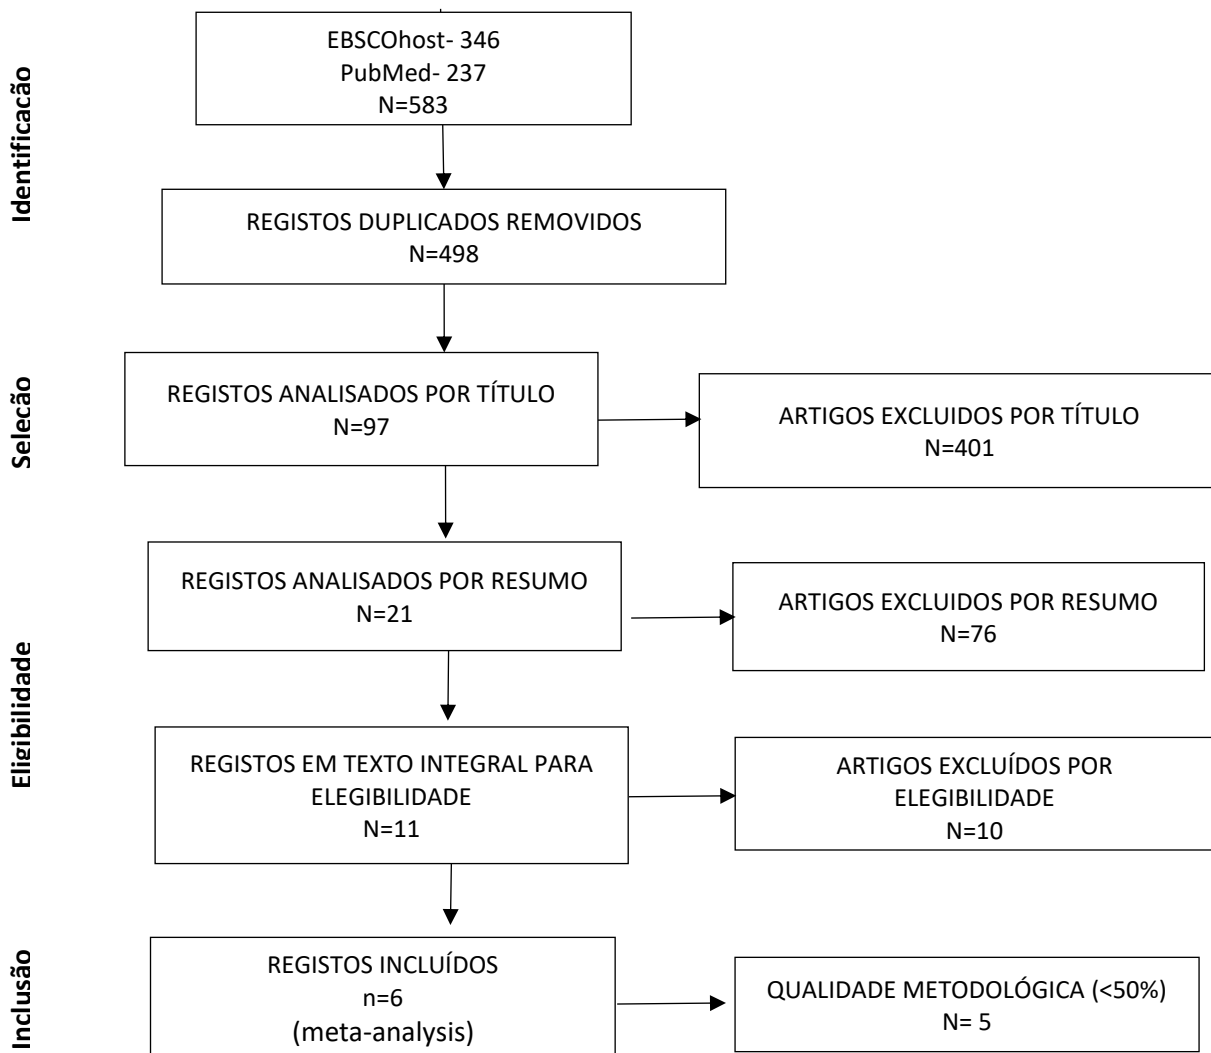 Identificação
EBSCOhost- 346
PubMed- 237
N=583
REGISTOS DUPLICADOS REMOVIDOS
N=498
Seleção
REGISTOS ANALISADOS POR TÍTULO
N=97
ARTIGOS EXCLUIDOS POR TÍTULO
N=401
Eligibilidade
REGISTOS ANALISADOS POR RESUMO
N=21
ARTIGOS EXCLUIDOS POR RESUMO
N=76
REGISTOS EM TEXTO INTEGRAL PARA
ELEGIBILIDADE
N=11
ARTIGOS EXCLUÍDOS POR
ELEGIBILIDADE
N=10
Inclusão
REGISTOS INCLUÍDOS
n=6
(meta-analysis)
QUALIDADE METODOLÓGICA (<50%)
N= 5